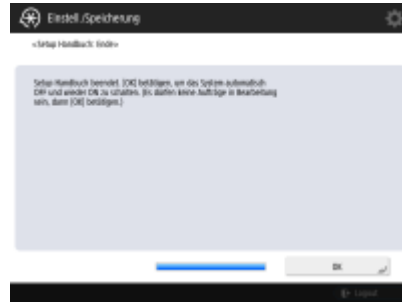 Einstell./Speicherung
<Setup Handbuch: Ende>
Setup Handbuch beendet. [OK] betätigen, um das System automatisch
OFF und wieder ON zu schalten. (Es dürfen keine Aufträge in Bearbeitung
sein, dann [OK] betätigen.)
OK
Logout